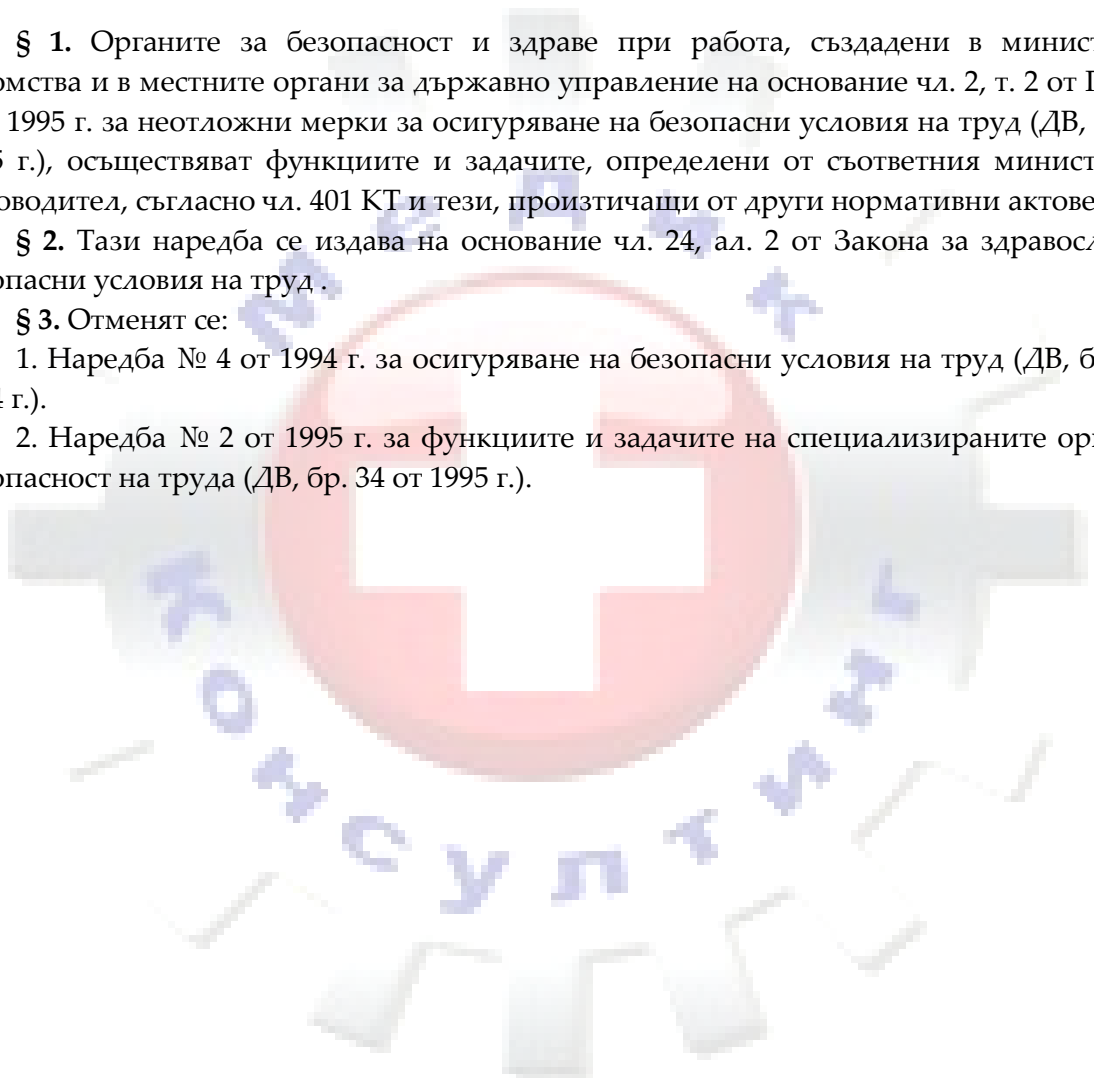 § 1. Органите за безопасност и здраве при работа, създадени в минист
омства и в местните органи за държавно управление на основание чл. 2, т. 2 от
1995 г. за неотложни мерки за осигуряване на безопасни условия на труд (ДВ,
г.), осъществяват функциите и задачите, определени от съответния минист
оводител, съгласно чл. 401 КТ и тези, произтичащи от други нормативни актове
§ 2. Тази наредба се издава на основание чл. 24, ал. 2 от Закона за здравосл
опасни условия на труд .
§ 3. Отменят се:
1. Наредба № 4 от 1994 г. за осигуряване на безопасни условия на труд (ДВ, б
г.).
2. Наредба № 2 от 1995 г. за функциите и задачите на специализираните ор
опасност на труда (ДВ, бр. 34 от 1995 г.).
МЕДИК
КОНСУЛТИНГ